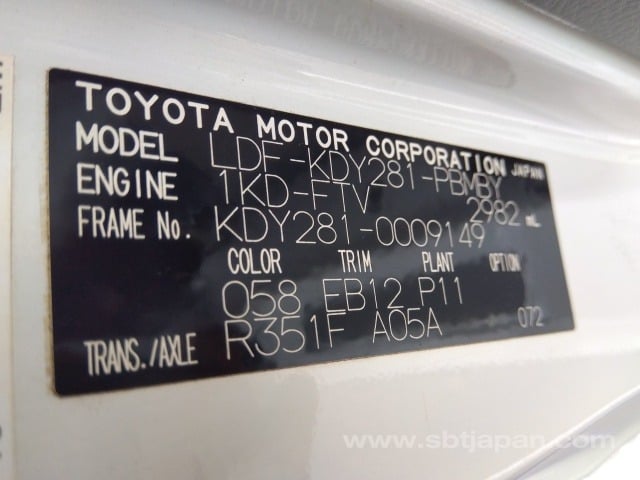 TOYOTA MOTOR CORPORATION JAPAN
MODEL LDF-KDY281-PBMBY
ENGINE 1KD-FTV 2982 mL
FRAME No. KDY281-0009149
COLOR TRIM PLANT OPTION
058 EB12 P11
TRANS./AXLE R351F A05A 072
www.sbtjapan.com